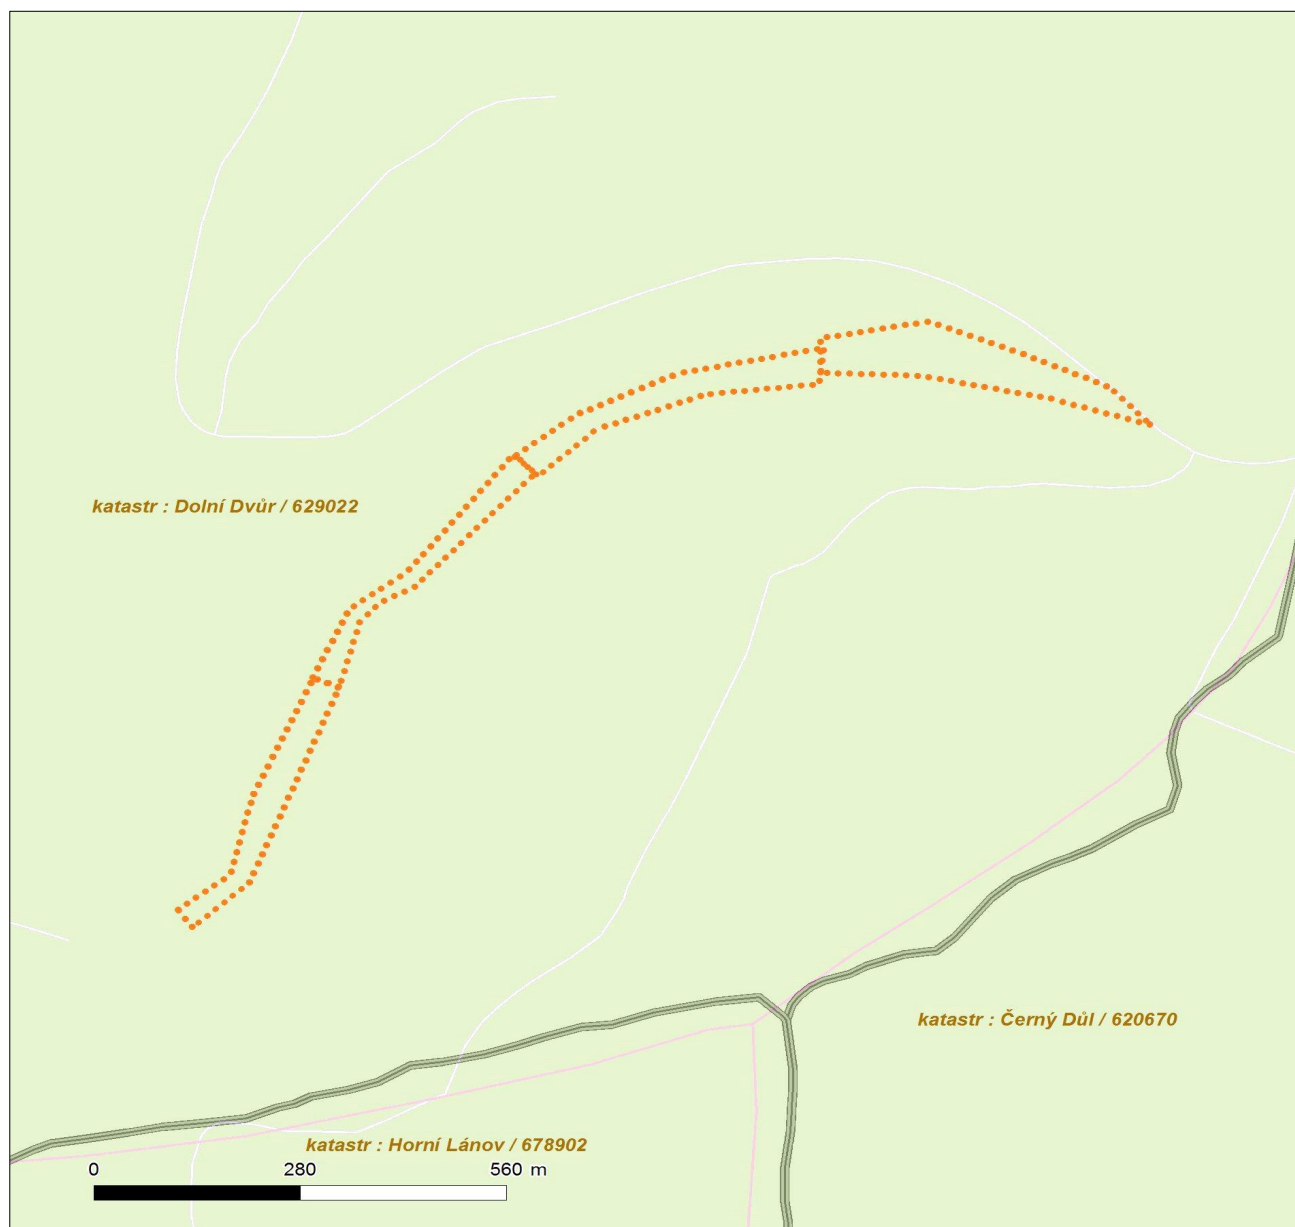 katastr : Dolní Dvůr / 629022
katastr : Černý Důl / 620670
katastr : Horní Lánov / 678902
0 280 560 m